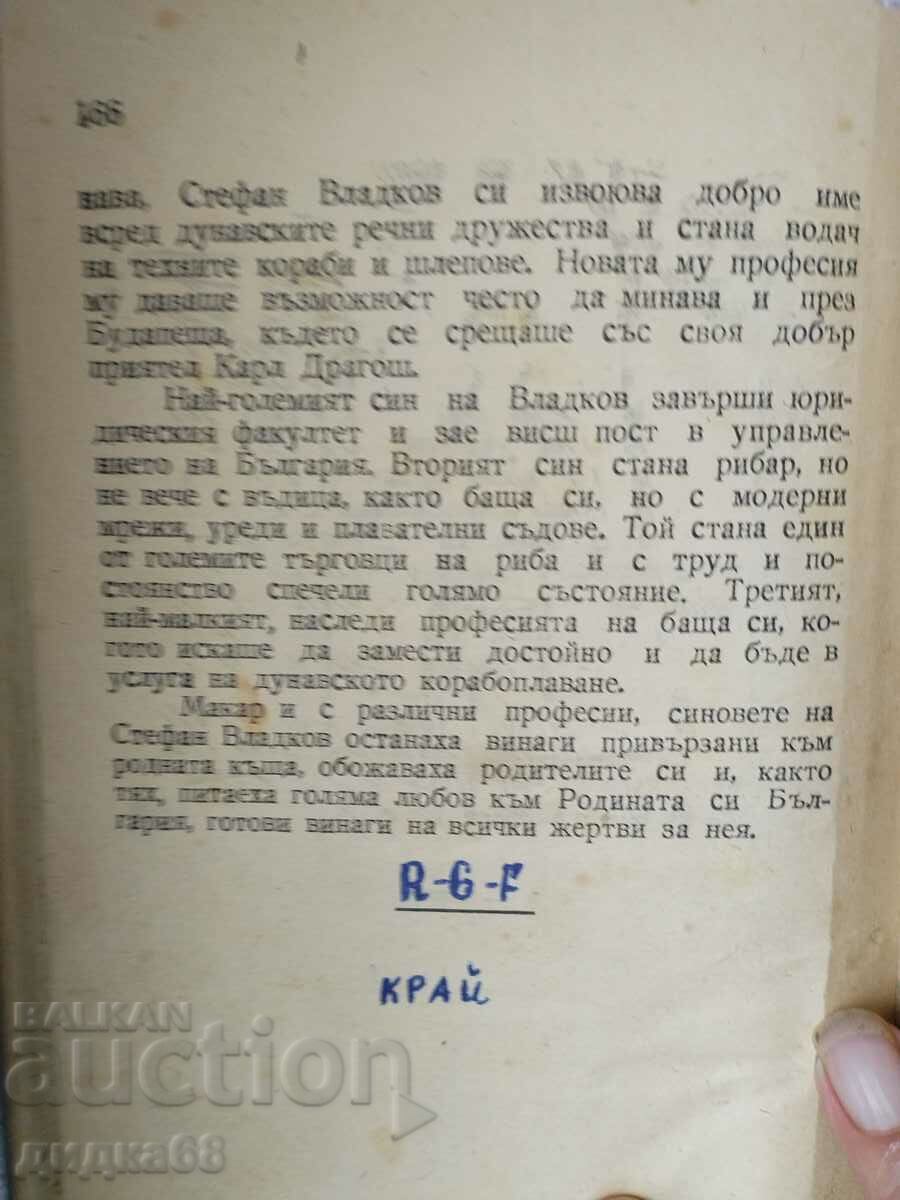 166
нава, Стефан Владков си извоюва добро име
всред дунавските речни дружества и стана водач
на техните кораби и шлепове. Новата му професия
му даваше възможност често да минава и през
Будапеща, където се срещаше със своя добър
приятел Карл Драгош.
Най-големият син на Владков завърши юри-
дическия факултет и зае висш пост в управле-
нието на България. Вторият син стана рибар, но
не вече с въдица, както баща си, но с модерни
мрежи, уреди и плавателни съдове. Той стана един
от големите търговци на риба и с труд и по-
стоянство спечели голямо състояние. Третият,
най-малкият, наследи професията на баща си, ко-
гото искаше да замести достойно и да бъде в
услуга на дунавското корабоплаване.
Макар и с различни професии, синовете на
Стефан Владков останаха винаги привързани към
родната къща, обожаваха родителите си и, както
тях, питаеха голяма любов към Родината си Бъл-
гария, готови винаги на всички жертви за нея.
R-G-F
КРАЙ
BALKAN
auction
дидка68